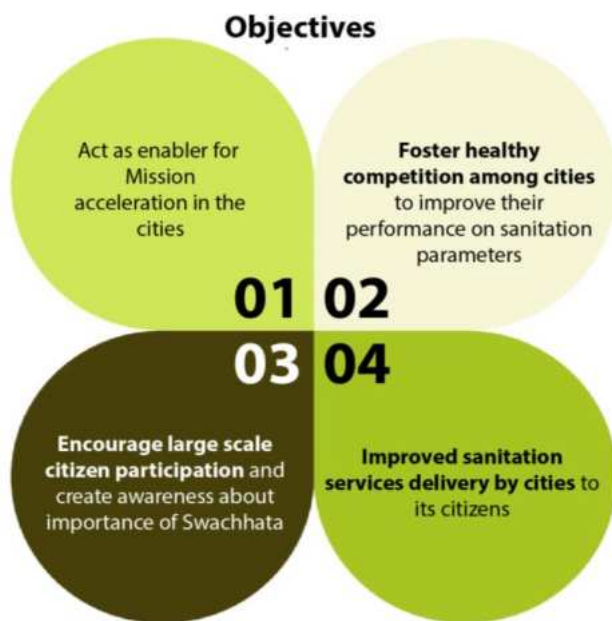 Objectives
Act as enabler for
Mission
acceleration in the
cities
01
Foster healthy
competition among cities
to improve their
performance on sanitation
parameters
02
03
Encourage large scale
citizen participation and
create awareness about
importance of Swachhata
04
Improved sanitation
services delivery by cities to
its citizens